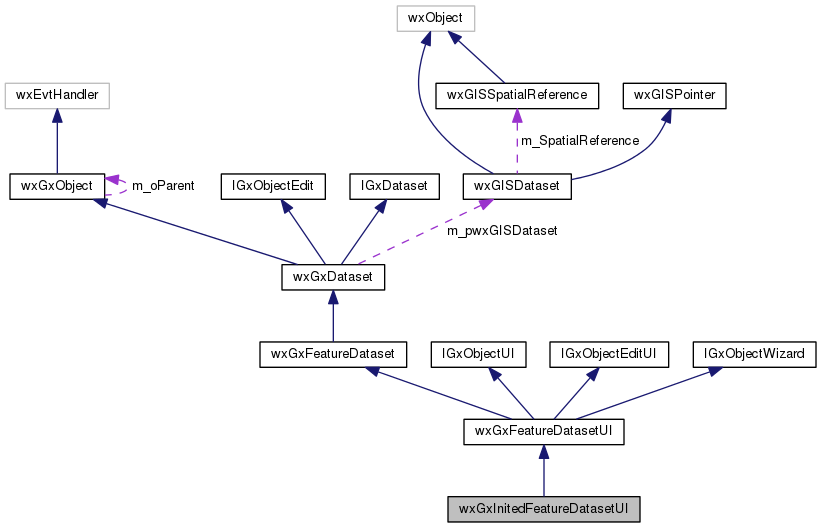 wxObject
wxEvtHandler
wxGISSpatialReference
wxGISPointer
m_SpatialReference
wxGxObject
m_oParent
IGxObjectEdit
IGxDataset
wxGISDataset
m_pwxGISDataset
wxGxDataset
wxGxFeatureDataset
IGxObjectUI
IGxObjectEditUI
IGxObjectWizard
wxGxFeatureDatasetUI
wxGxInitedFeatureDatasetUI